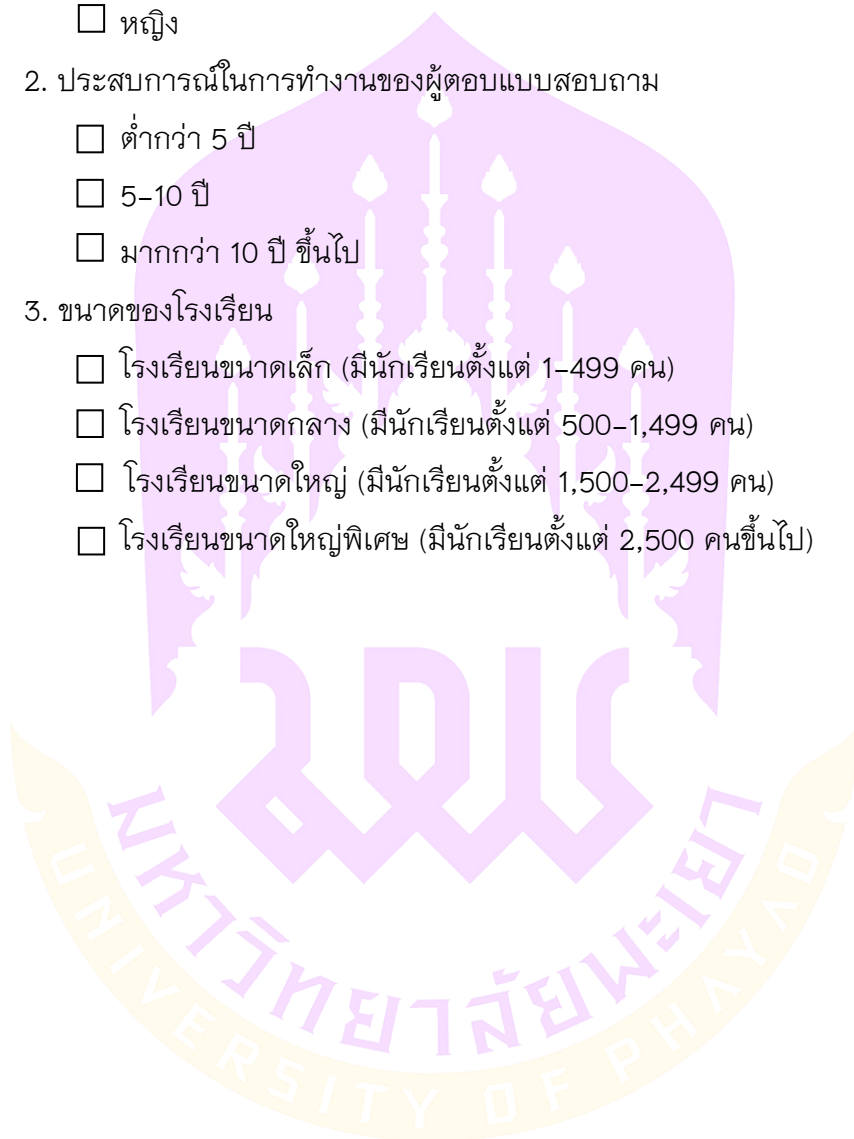 ☐ หญิง
2. ประสบการณ์ในการทำงานของผู้ตอบแบบสอบถาม
☐ ต่ำกว่า 5 ปี
☐ 5–10 ปี
☐ มากกว่า 10 ปี ขึ้นไป
3. ขนาดของโรงเรียน
☐ โรงเรียนขนาดเล็ก (มีนักเรียนตั้งแต่ 1–499 คน)
☐ โรงเรียนขนาดกลาง (มีนักเรียนตั้งแต่ 500–1,499 คน)
☐ โรงเรียนขนาดใหญ่ (มีนักเรียนตั้งแต่ 1,500–2,499 คน)
☐ โรงเรียนขนาดใหญ่พิเศษ (มีนักเรียนตั้งแต่ 2,500 คนขึ้นไป)
มหาวิทยาลัยพะเยา
UNIVERSITY OF PHAYAO